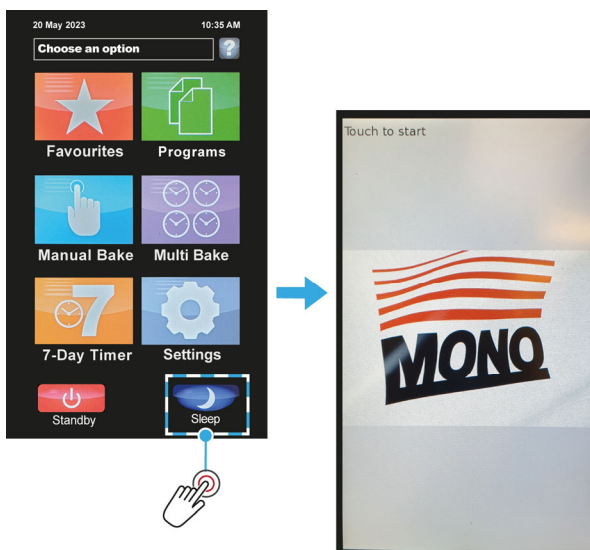 20 May 2023 10:35 AM
Choose an option ?
Favourites Programs
Manual Bake Multi Bake
7
7-Day Timer Settings
Standby Sleep
Touch to start
MONO